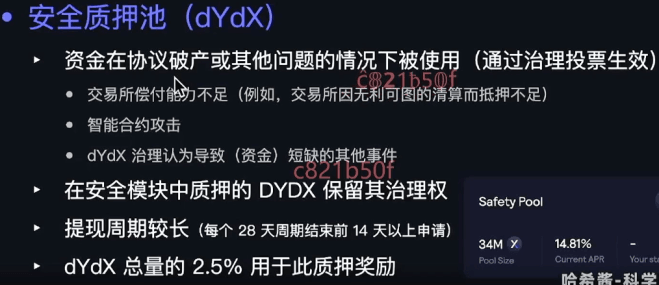 安全质押池（dYdX）
资金在协议破产或其他问题的情况下被使用（通过治理投票生效）
c821b50f
交易所偿付能力不足（例如，交易所因无利可图的清算而抵押不足）
智能合约攻击
dYdX 治理认为导致（资金）短缺的其他事件
c821b50f
在安全模块中质押的 DYDX 保留其治理权
提现周期较长（每个 28 天周期结束前 14 天以上申请）
dYdX 总量的 2.5% 用于此质押奖励
Safety Pool
34M 14.81% -
Pool Size Current APR Your st
哈希酱-科学